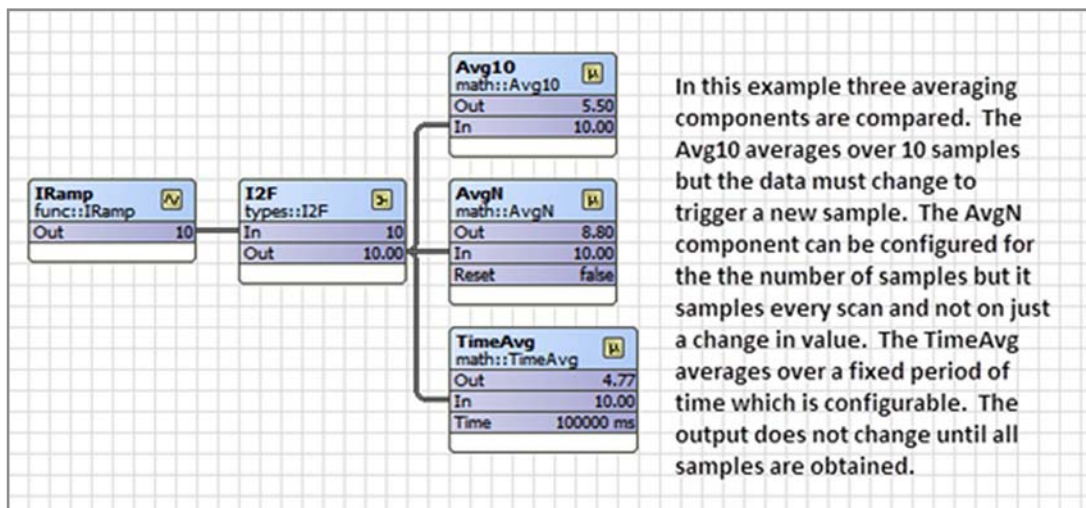 IRamp
func::IRamp
Out 10
I2F
types::I2F
In 10
Out 10.00
Avg10
math::Avg10
Out 5.50
In 10.00
AvgN
math::AvgN
Out 8.80
In 10.00
Reset false
TimeAvg
math::TimeAvg
Out 4.77
In 10.00
Time 100000 ms
In this example three averaging
components are compared. The
Avg10 averages over 10 samples
but the data must change to
trigger a new sample. The AvgN
component can be configured for
the the number of samples but it
samples every scan and not on just
a change in value. The TimeAvg
averages over a fixed period of
time which is configurable. The
output does not change until all
samples are obtained.